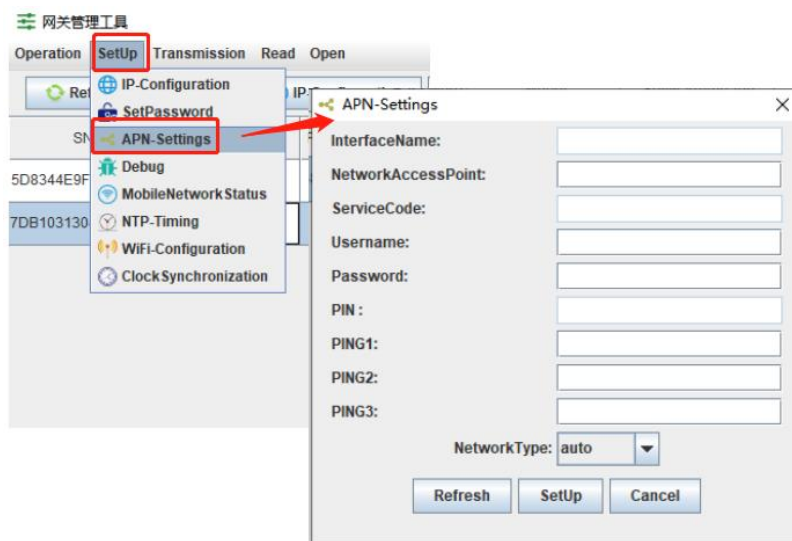 网关管理工具
Operation SetUp Transmission Read Open
IP-Configuration
SetPassword
APN-Settings
Debug
MobileNetworkStatus
NTP-Timing
WiFi-Configuration
ClockSynchronization
SN
5D8344E9F
7DB103130
APN-Settings
InterfaceName:
NetworkAccessPoint:
ServiceCode:
Username:
Password:
PIN :
PING1:
PING2:
PING3:
NetworkType: auto
Refresh SetUp Cancel